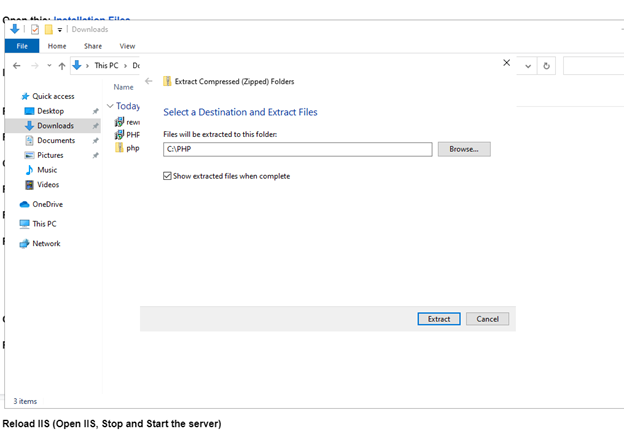 Open this: Installation Files
Downloads
File Home Share View
This PC
Extract Compressed (Zipped) Folders
Name
Quick access
Today
Select a Destination and Extract Files
Desktop
Downloads
Files will be extracted to this folder:
PHP
Documents
php
C:\PHP
Browse...
Pictures
Music
Show extracted files when complete
Videos
OneDrive
This PC
Network
Extract Cancel
3 items
Reload IIS (Open IIS, Stop and Start the server)